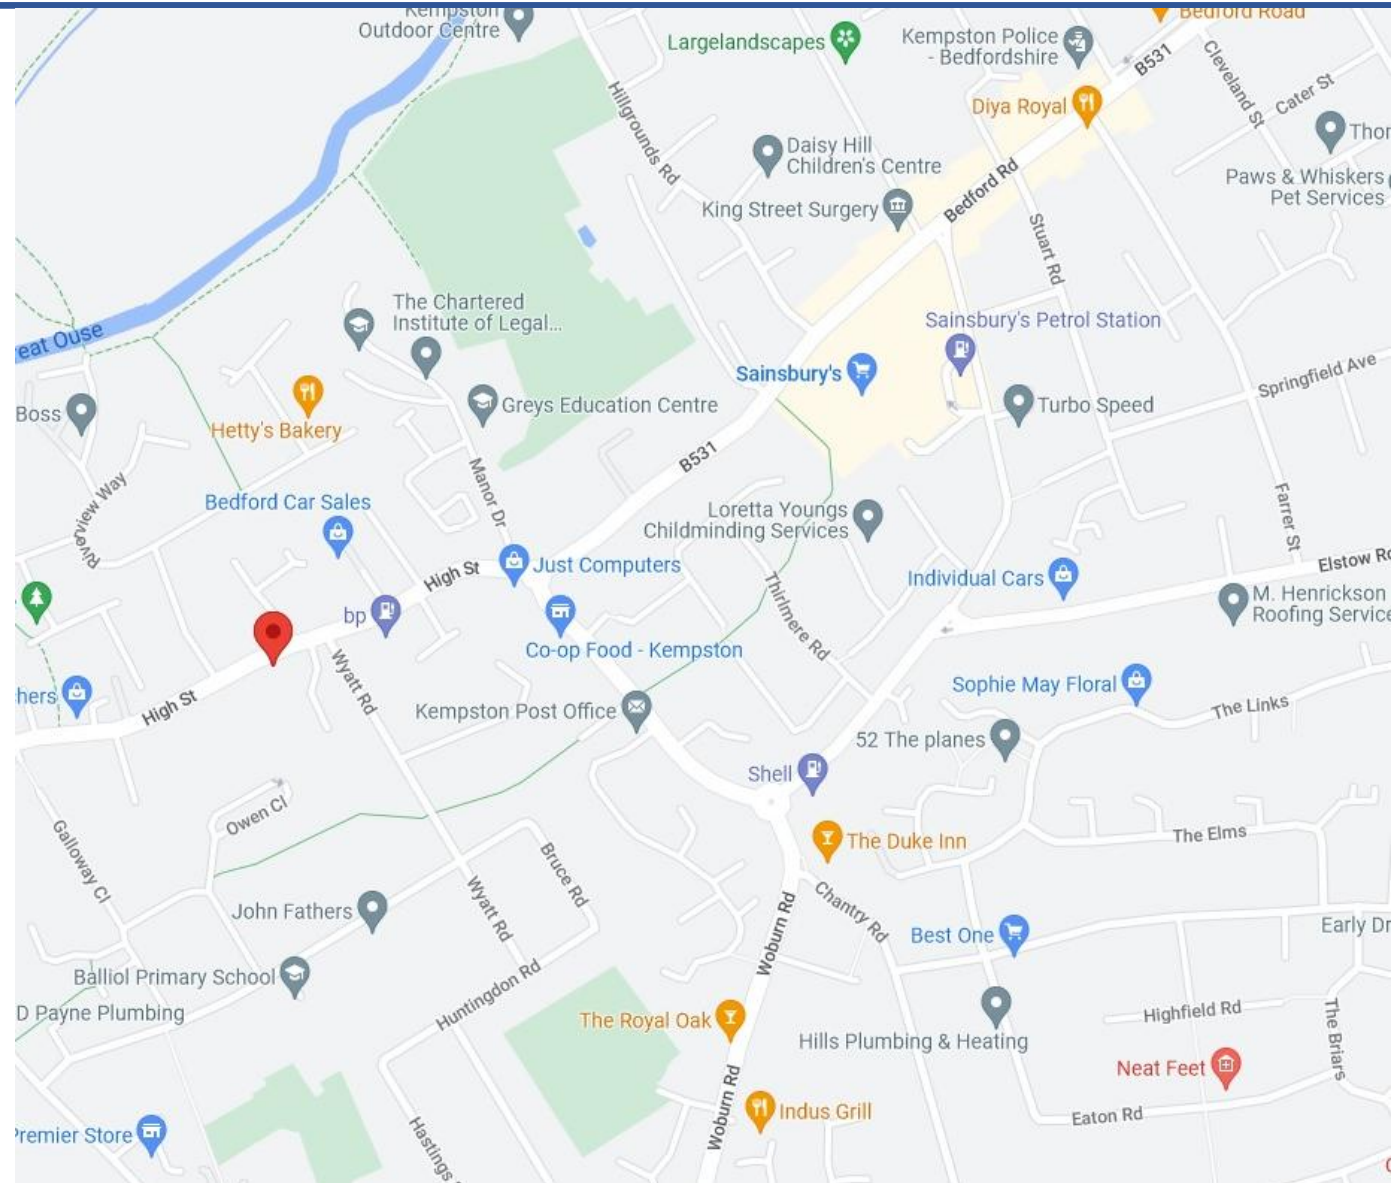 Kempston
Outdoor Centre
Largelandscapes
Kempston Police
- Bedfordshire
Bedford Road
B531
Cleveland St
Cater St
Hillgrounds Rd
Diya Royal
Thor
Daisy Hill
Children's Centre
Bedford Rd
Paws & Whiskers
Pet Services
King Street Surgery
Stuart Rd
The Chartered
Institute of Legal...
Sainsbury's Petrol Station
eat Ouse
Sainsbury's
Springfield Ave
Boss
Hetty's Bakery
Greys Education Centre
Turbo Speed
B531
Manor Dr
Riverview Way
Bedford Car Sales
Loretta Youngs
Childminding Services
Farrer St
High St
Just Computers
Individual Cars
Elstow Rd
bp
Thirlmere Rd
M. Henrickson
Roofing Service
Co-op Food - Kempston
Wyatt Rd
hers
High St
Kempston Post Office
Sophie May Floral
The Links
52 The planes
Shell
Owen Cl
The Duke Inn
The Elms
Galloway Cl
Bruce Rd
Wyatt Rd
Chantry Rd
John Fathers
Woburn Rd
Best One
Early Dr
Balliol Primary School
Huntingdon Rd
D Payne Plumbing
The Royal Oak
Highfield Rd
Hills Plumbing & Heating
The Briars
Neat Feet
Woburn Rd
Indus Grill
Eaton Rd
Premier Store
Hastings